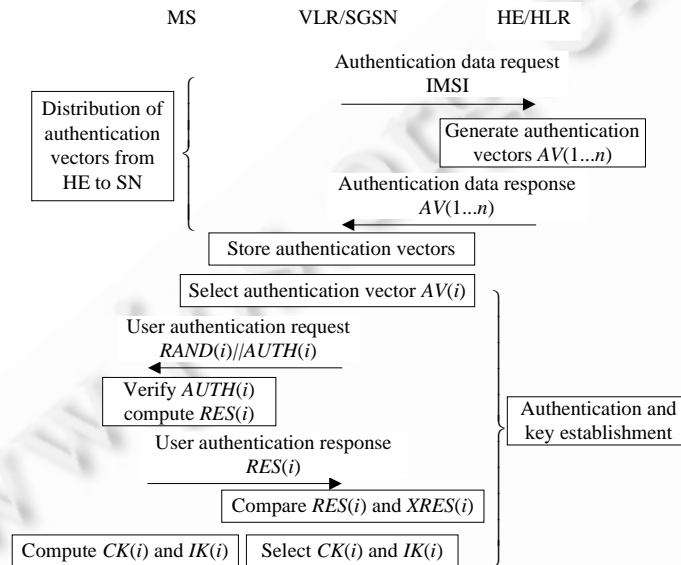 MS VLR/SGSN HE/HLR
Authentication data request
IMSI
Distribution of
authentication
vectors from
HE to SN
Generate authentication
vectors AV(1...n)
Authentication data response
AV(1...n)
Store authentication vectors
Select authentication vector AV(i)
User authentication request
RAND(i)//AUTH(i)
Verify AUTH(i)
compute RES(i)
Authentication and
key establishment
User authentication response
RES(i)
Compare RES(i) and XRES(i)
Compute CK(i) and IK(i) Select CK(i) and IK(i)